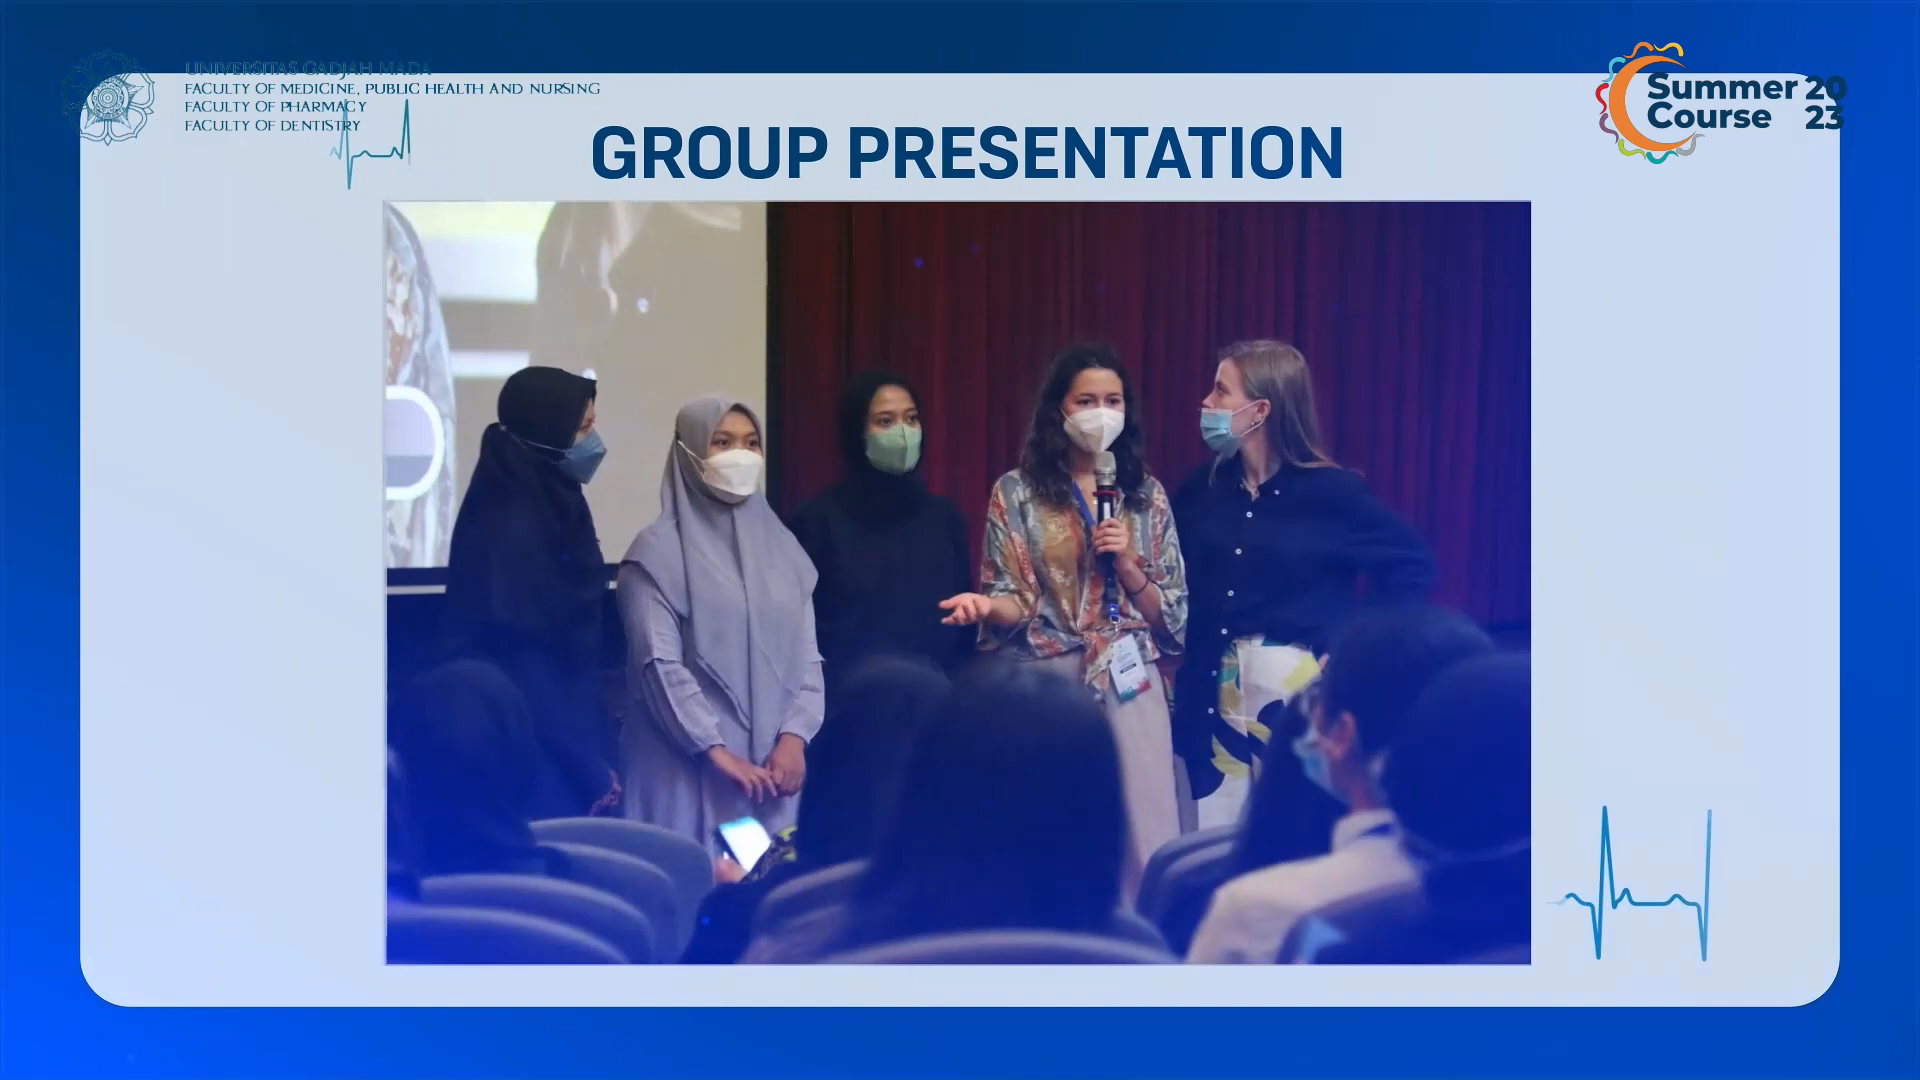 UNIVERSITAS GADJAH MADA
FACULTY OF MEDICINE, PUBLIC HEALTH AND NURSING
FACULTY OF PHARMACY
FACULTY OF DENTISTRY
Summer 20
Course 23
GROUP PRESENTATION